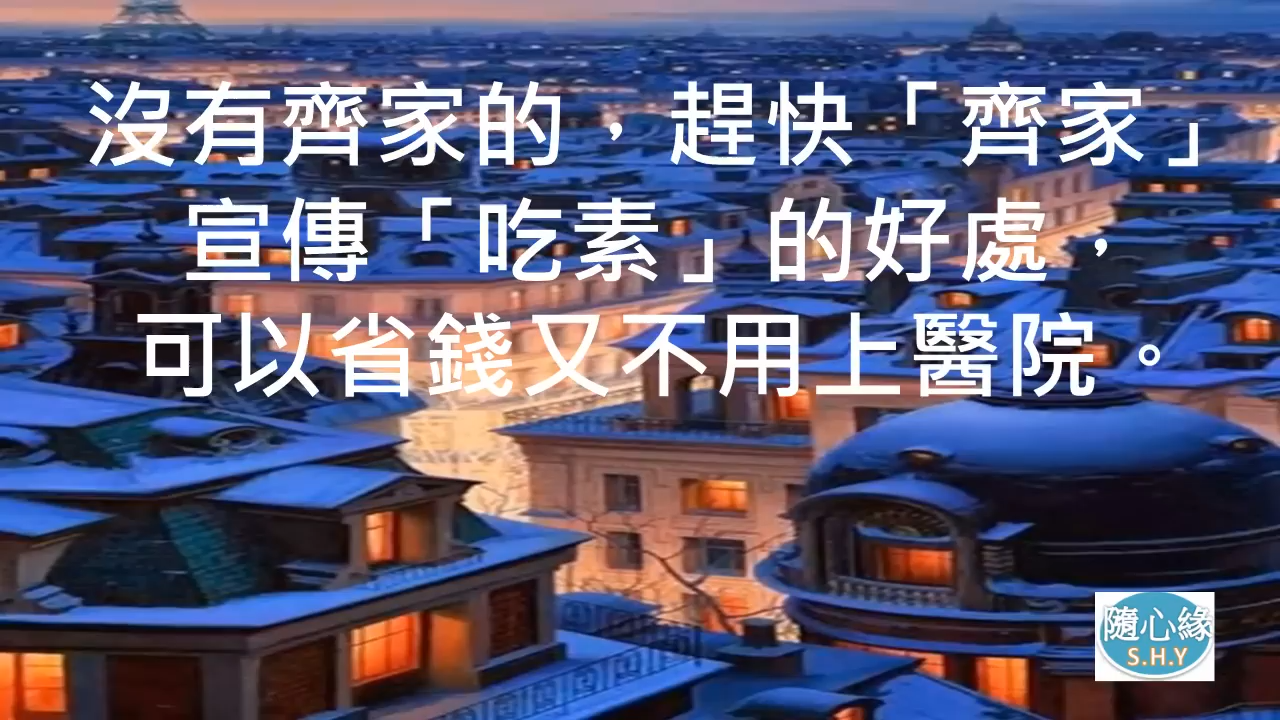 沒有齊家的，趕快「齊家」
宣傳「吃素」的好處，
可以省錢又不用上醫院。
隨心緣
S.H.Y